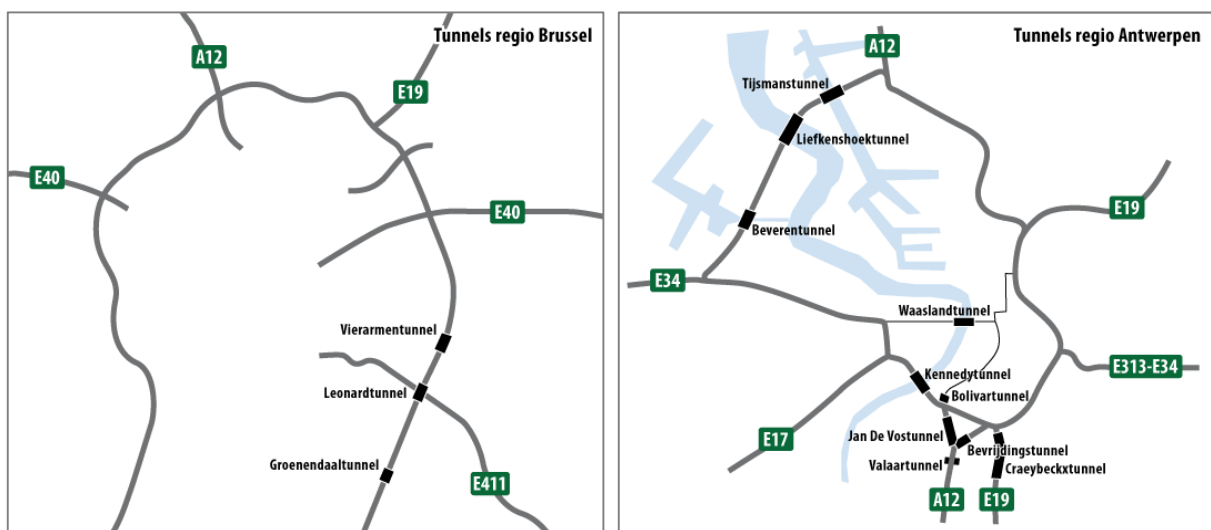 Tunnels regio Brussel
A12
E19
E40
E40
Vierarmentunnel
Leonardtunnel
Groenendaaltunnel
E411
Tunnels regio Antwerpen
A12
Tijsmanstunnel
Liefkenshoektunnel
E19
Beverentunnel
E34
Waaslandtunnel
E313-E34
Kennedytunnel
Bolivartunnel
E17
Jan De Vostunnel
Bevrijdingstunnel
Valaartunnel
Craeybeckxtunnel
A12
E19